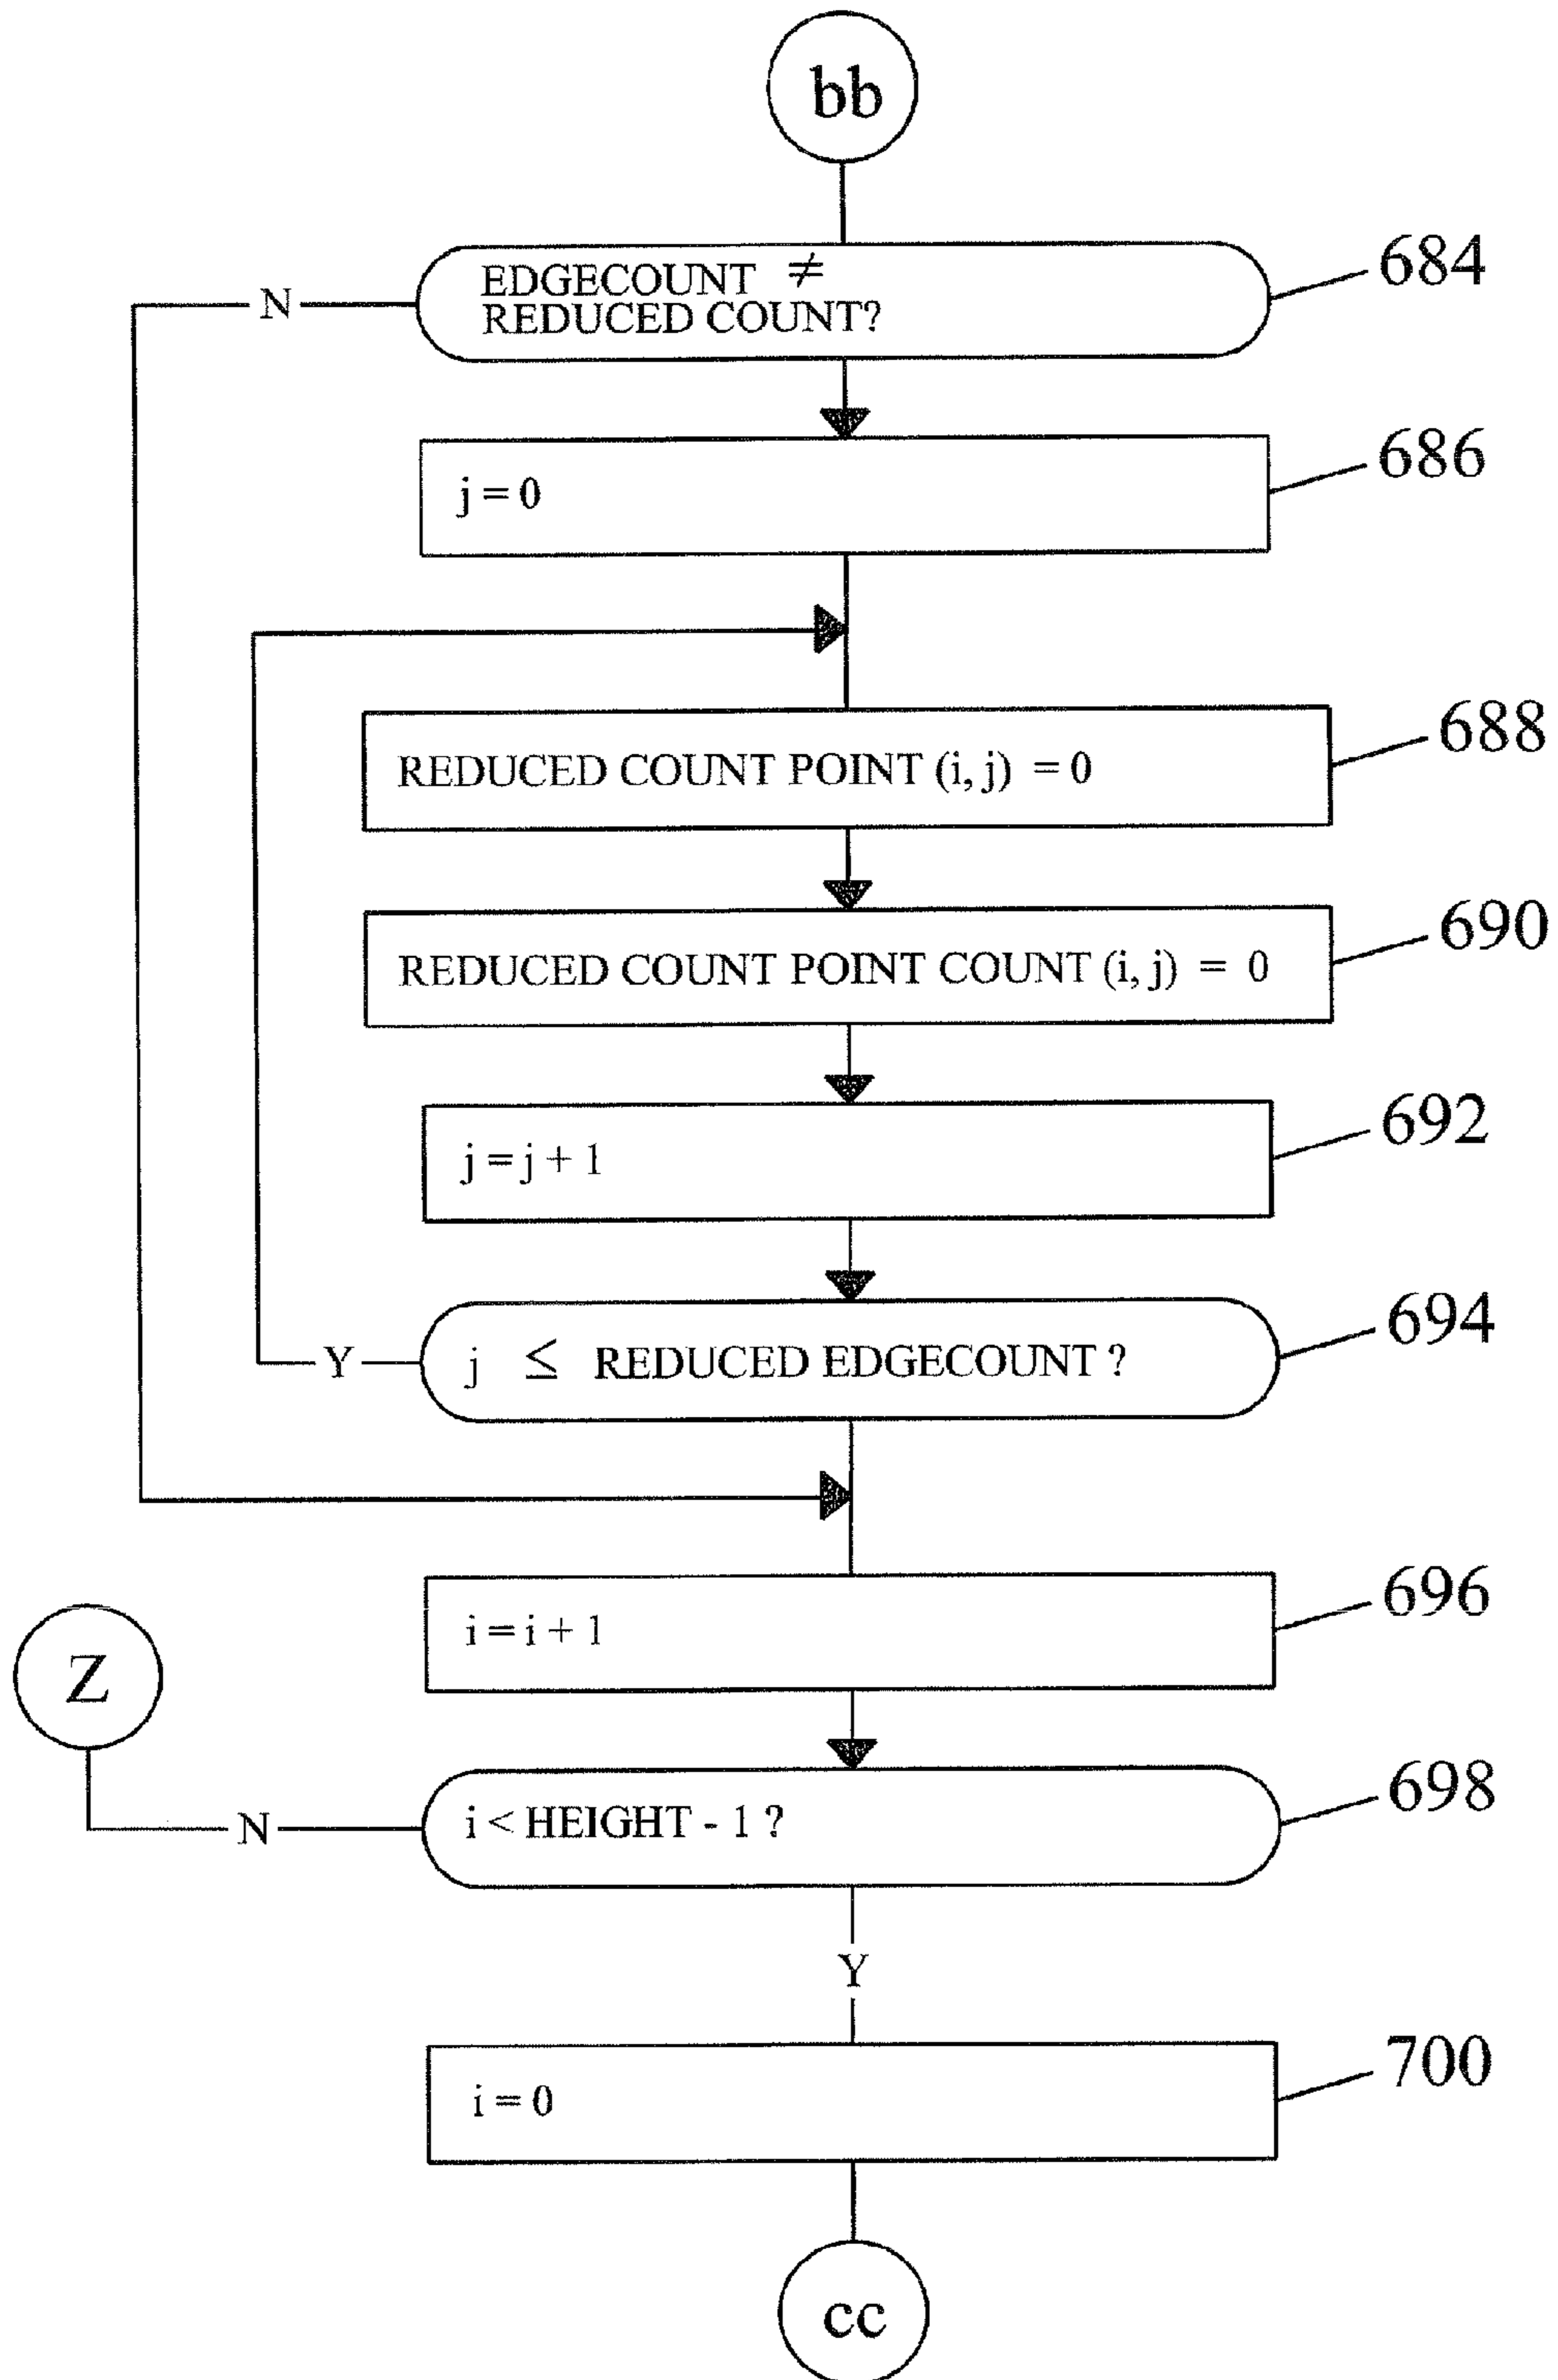 bb
EDGECOUNT ≠
REDUCED COUNT?
684
N
j = 0
686
REDUCED COUNT POINT (i, j) = 0
688
REDUCED COUNT POINT COUNT (i, j) = 0
690
j = j + 1
692
j ≤ REDUCED EDGECOUNT ?
694
Y
i = i + 1
696
Z
i < HEIGHT - 1 ?
698
N
Y
i = 0
700
cc